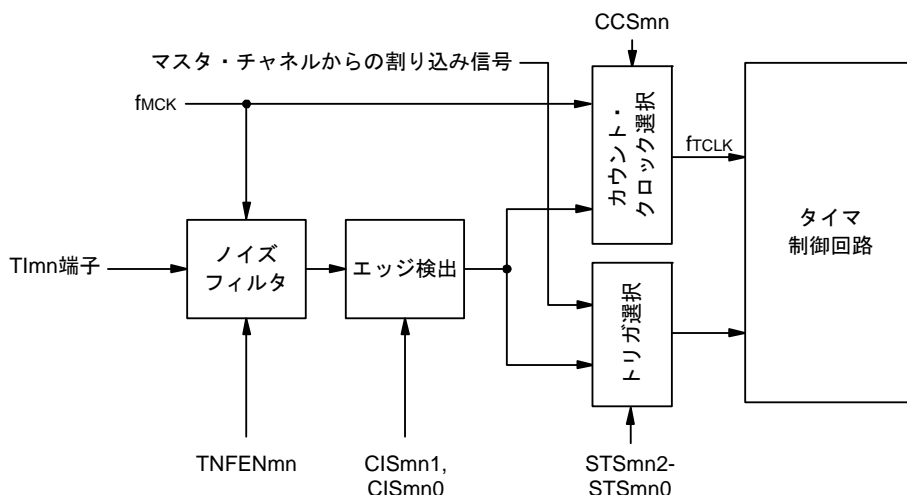 CCSmn
マスタ・チャネルからの割り込み信号
fMCK
カウント・
クロック選択
fTCLK
タイマ
制御回路
TImn端子
ノイズ
フィルタ
エッジ検出
トリガ選択
TNFENmn
CISmn1,
CISmn0
STSmn2-
STSmn0